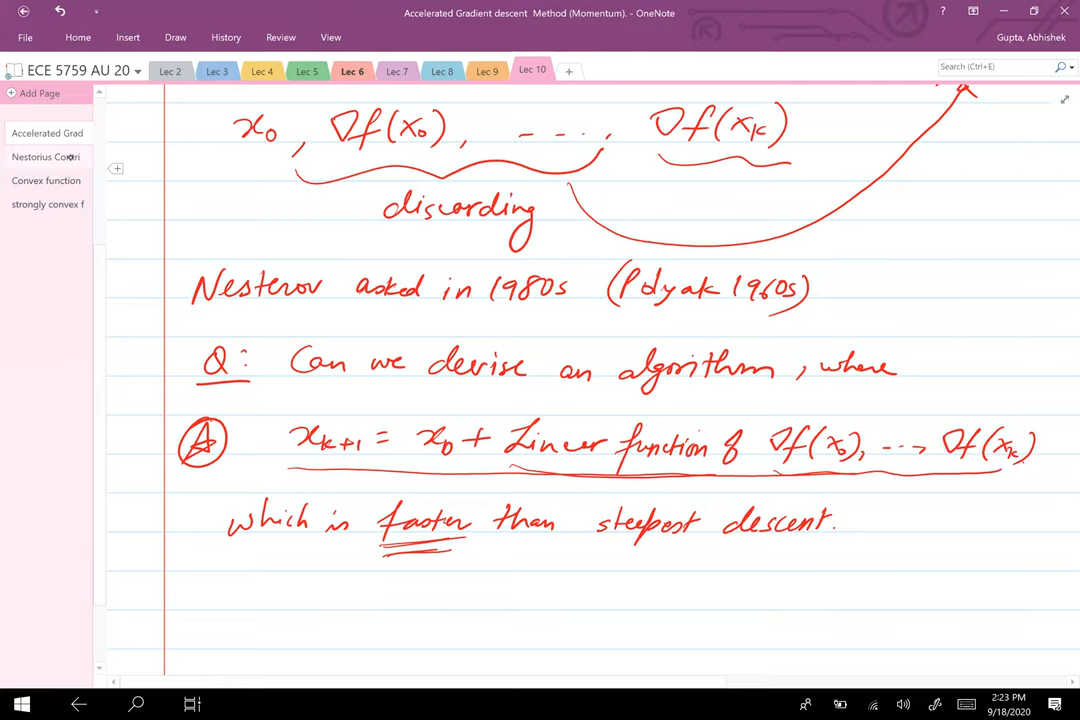 Accelerated Gradient descent Method (Momentum). - OneNote
?
File Home Insert Draw History Review View
Gupta, Abhishek
ECE 5759 AU 20
Lec 2 Lec 3 Lec 4 Lec 5 Lec 6 Lec 7 Lec 8 Lec 9 Lec 10 +
Search (Ctrl+E)
Add Page
Accelerated Grad
Nestorius Contri
Convex function
strongly convex f
x₀, ∇f(x₀), - - - -, ∇f(xₖ)
discarding
Nesterov asked in 1980s (Polyak 1960s)
Q: Can we devise an algorithm, where
A xₖ₊₁ = x₀ + Linear function of ∇f(x₀), ---, ∇f(xₖ)
which is faster than steepest descent.
2:23 PM
9/18/2020